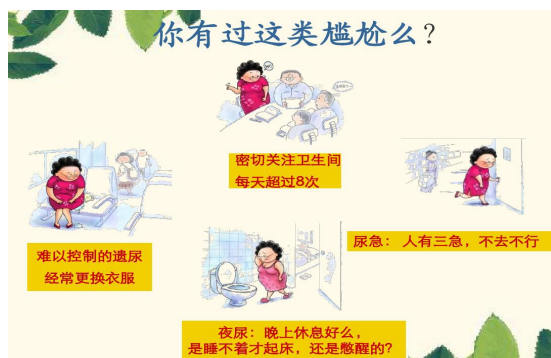 你有过这类尴尬么？
密切关注卫生间
每天超过8次
难以控制的遗尿
经常更换衣服
尿急： 人有三急，不去不行
夜尿：晚上休息好么，
是睡不着才起床，还是憋醒的？